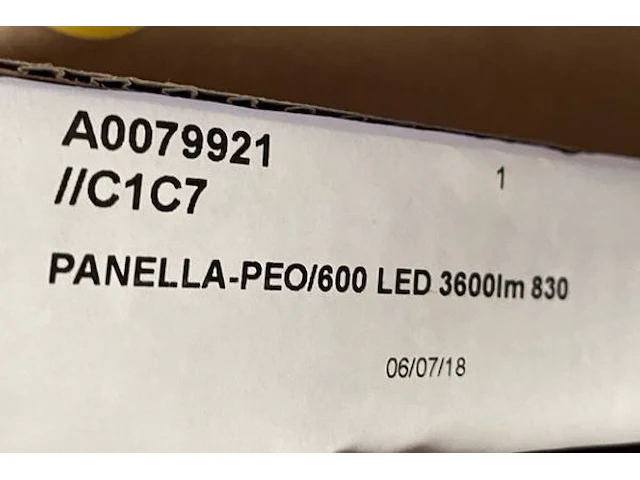 A0079921
//C1C7
1
PANELLA-PEO/600 LED 3600lm 830
06/07/18